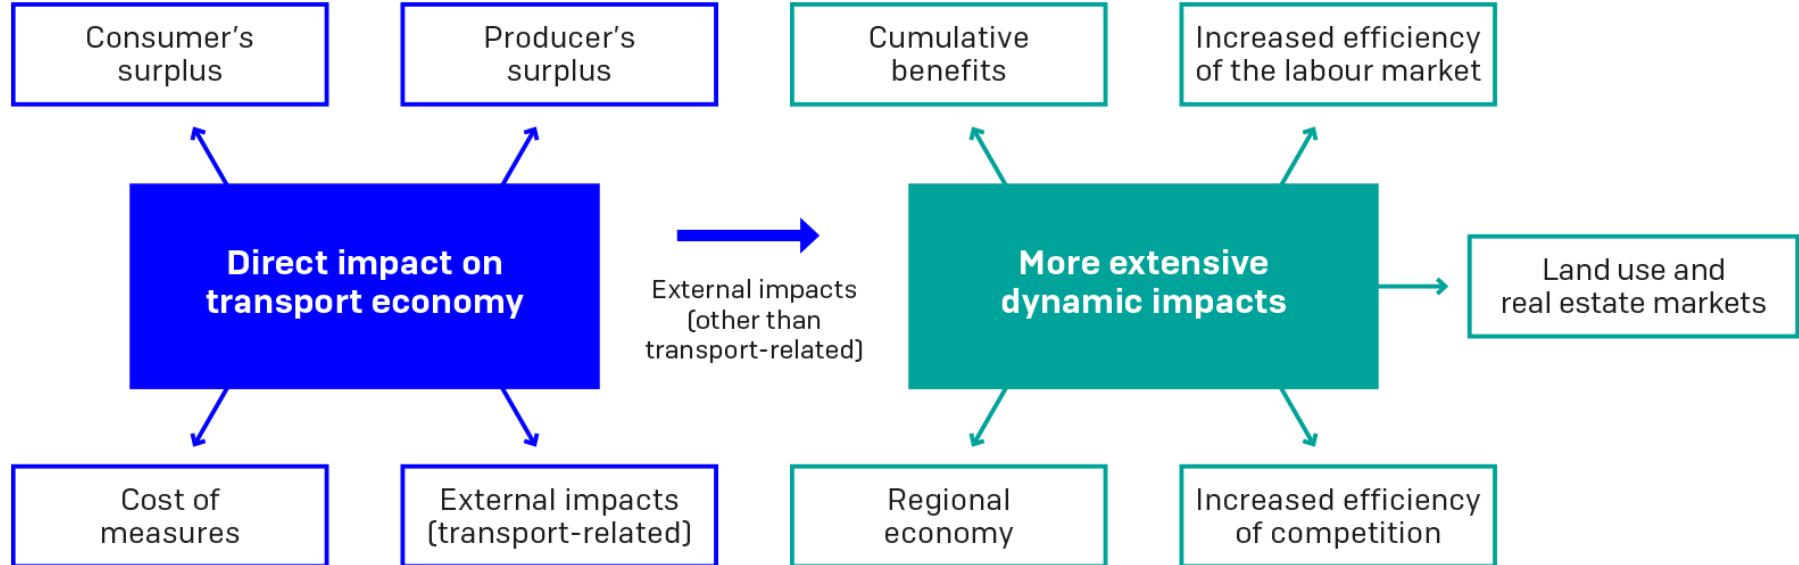 Consumer's
surplus
Producer's
surplus
Cumulative
benefits
Increased efficiency
of the labour market
Direct impact on
transport economy
External impacts
(other than
transport-related)
More extensive
dynamic impacts
Land use and
real estate markets
Cost of
measures
External impacts
(transport-related)
Regional
economy
Increased efficiency
of competition